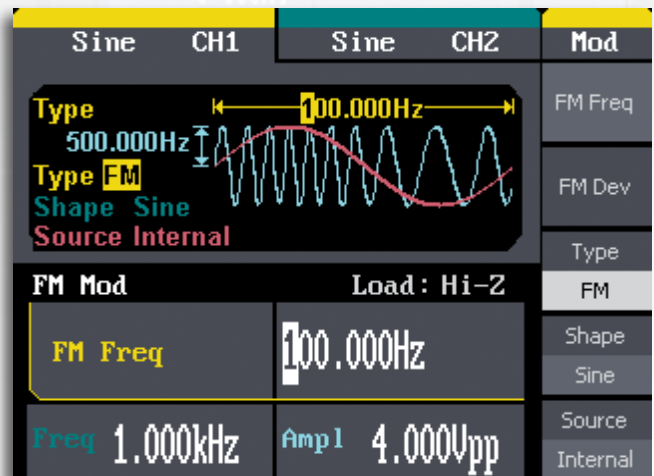 Sine CH1 Sine CH2 Mod
Type 100.000Hz FM Freq
500.000Hz
Type FM FM Dev
Shape Sine
Source Internal
Type
FM Mod Load: Hi-Z FM
FM Freq 100.000Hz Shape
Sine
Freq 1.000kHz Ampl 4.000Vpp Source
Internal